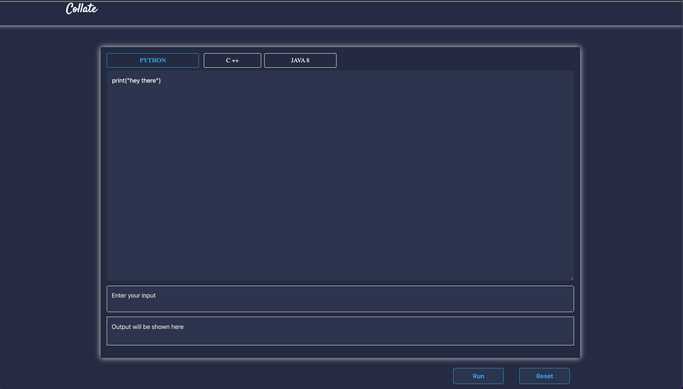 Collate
PYTHON
C ++
JAVA 8
print("hey there")
Enter your input
Output will be shown here
Run
Reset